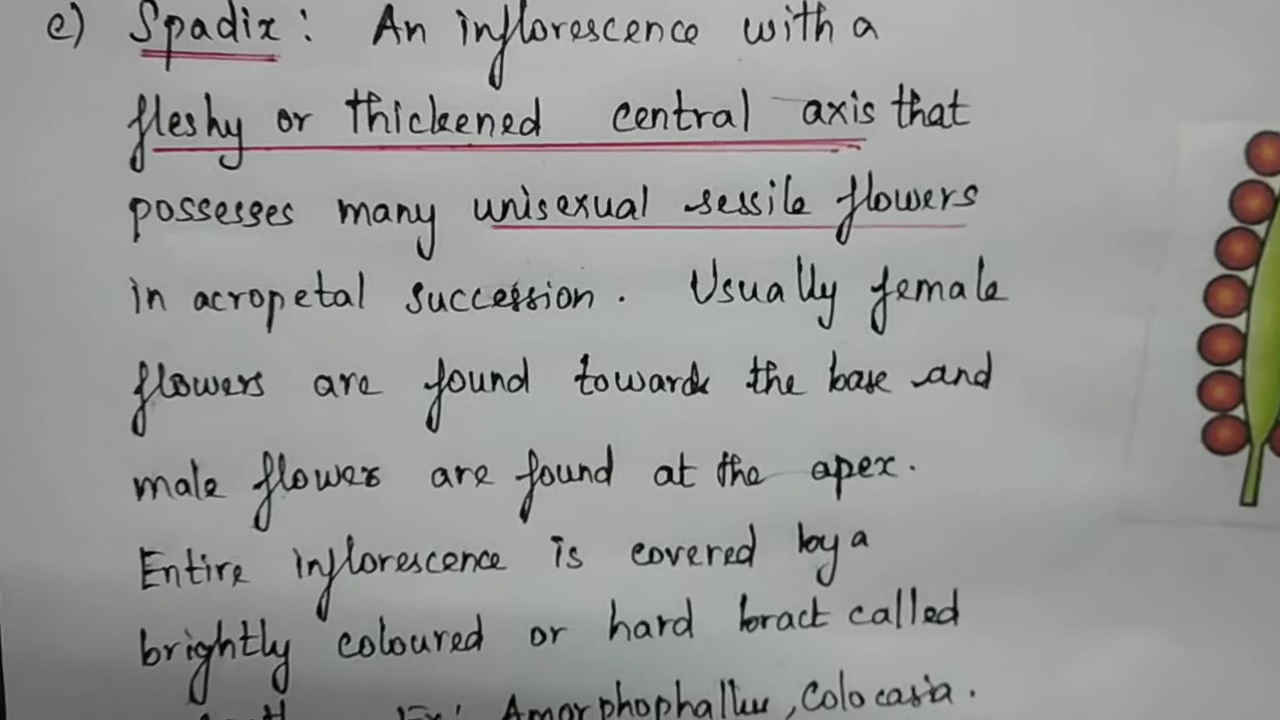 e) Spadix : An inflorescence with a
fleshy or thickened central axis that
possesses many unisexual sessile flowers
in acropetal succession. Usually female
flowers are found towards the base and
male flowers are found at the apex.
Entire inflorescence is covered by a
brightly coloured or hard bract called
Ex: Amorphophallus, Colocasia.